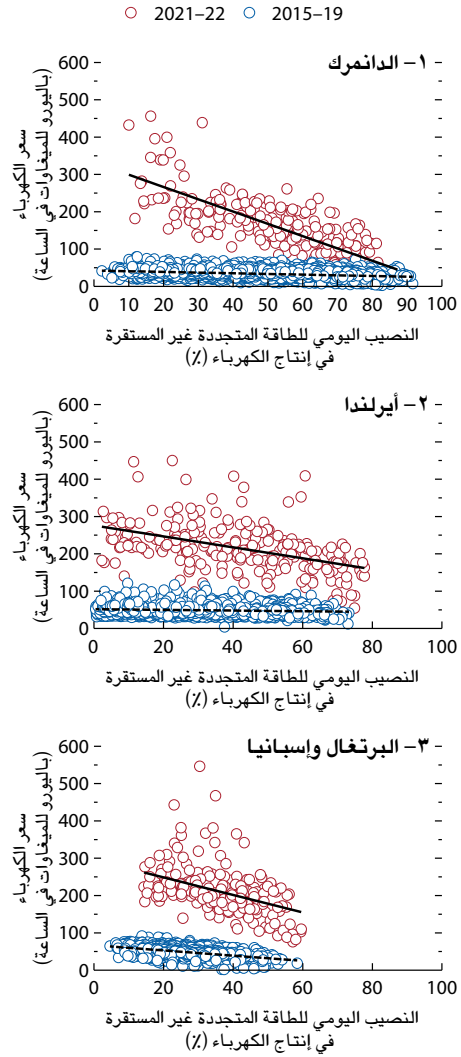 2021–22 2015–19
١- الدانمرك
سعر الكهرباء
(باليورو للميغاوات في الساعة)
600
500
400
300
200
100
0
0 10 20 30 40 50 60 70 80 90 100
النصيب اليومي للطاقة المتجددة غير المستقرة
في إنتاج الكهرباء (٪)
٢- أيرلندا
سعر الكهرباء
(باليورو للميغاوات في الساعة)
600
500
400
300
200
100
0
0 20 40 60 80 100
النصيب اليومي للطاقة المتجددة غير المستقرة
في إنتاج الكهرباء (٪)
٣- البرتغال وإسبانيا
سعر الكهرباء
(باليورو للميغاوات في الساعة)
600
500
400
300
200
100
0
0 20 40 60 80 100
النصيب اليومي للطاقة المتجددة غير المستقرة
في إنتاج الكهرباء (٪)